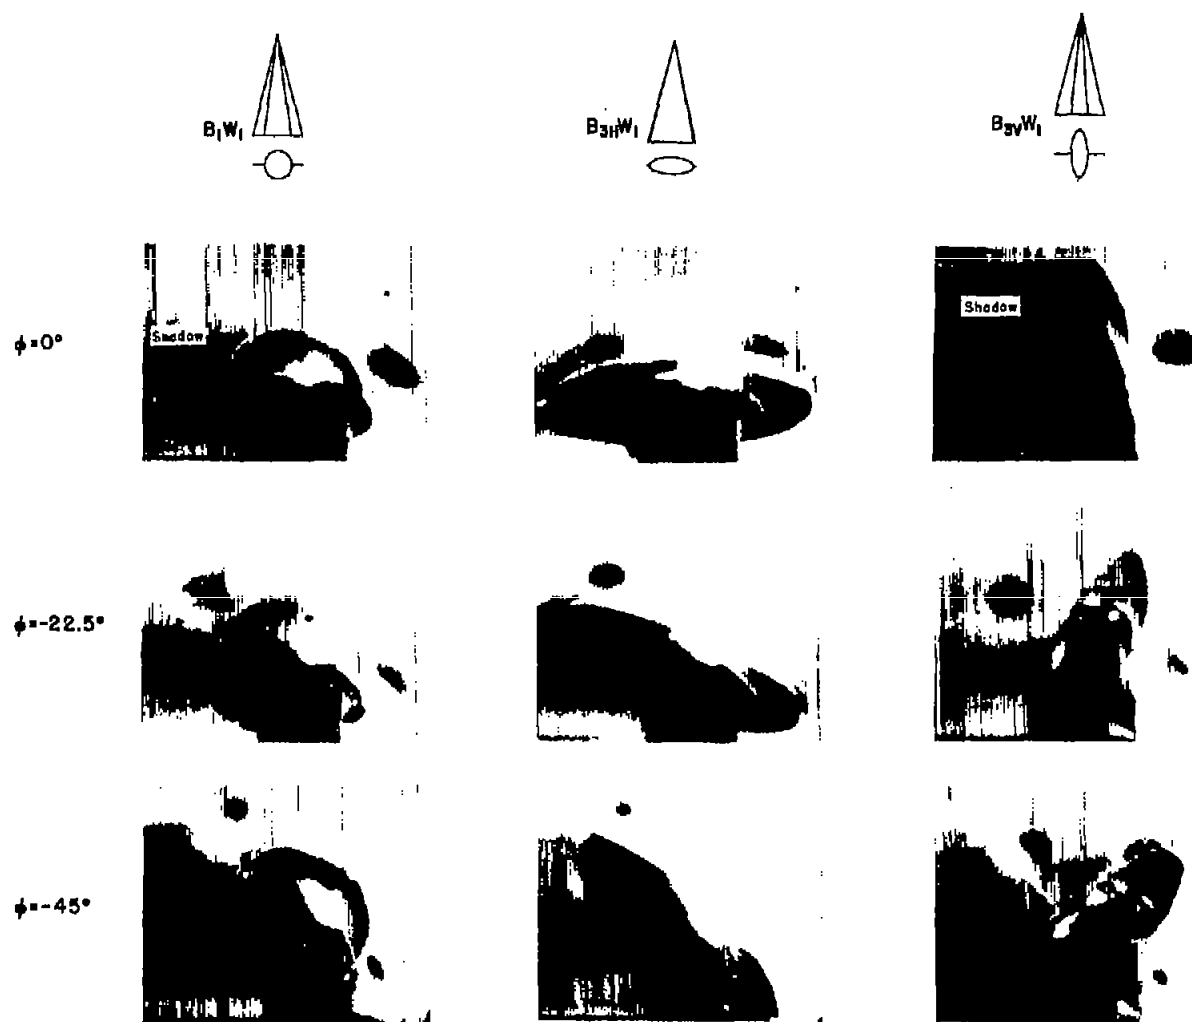 B₁W₁
B₃HW₁
B₃VW₁
Shadow
Shadow
ϕ=0°
ϕ=-22.5°
ϕ=-45°